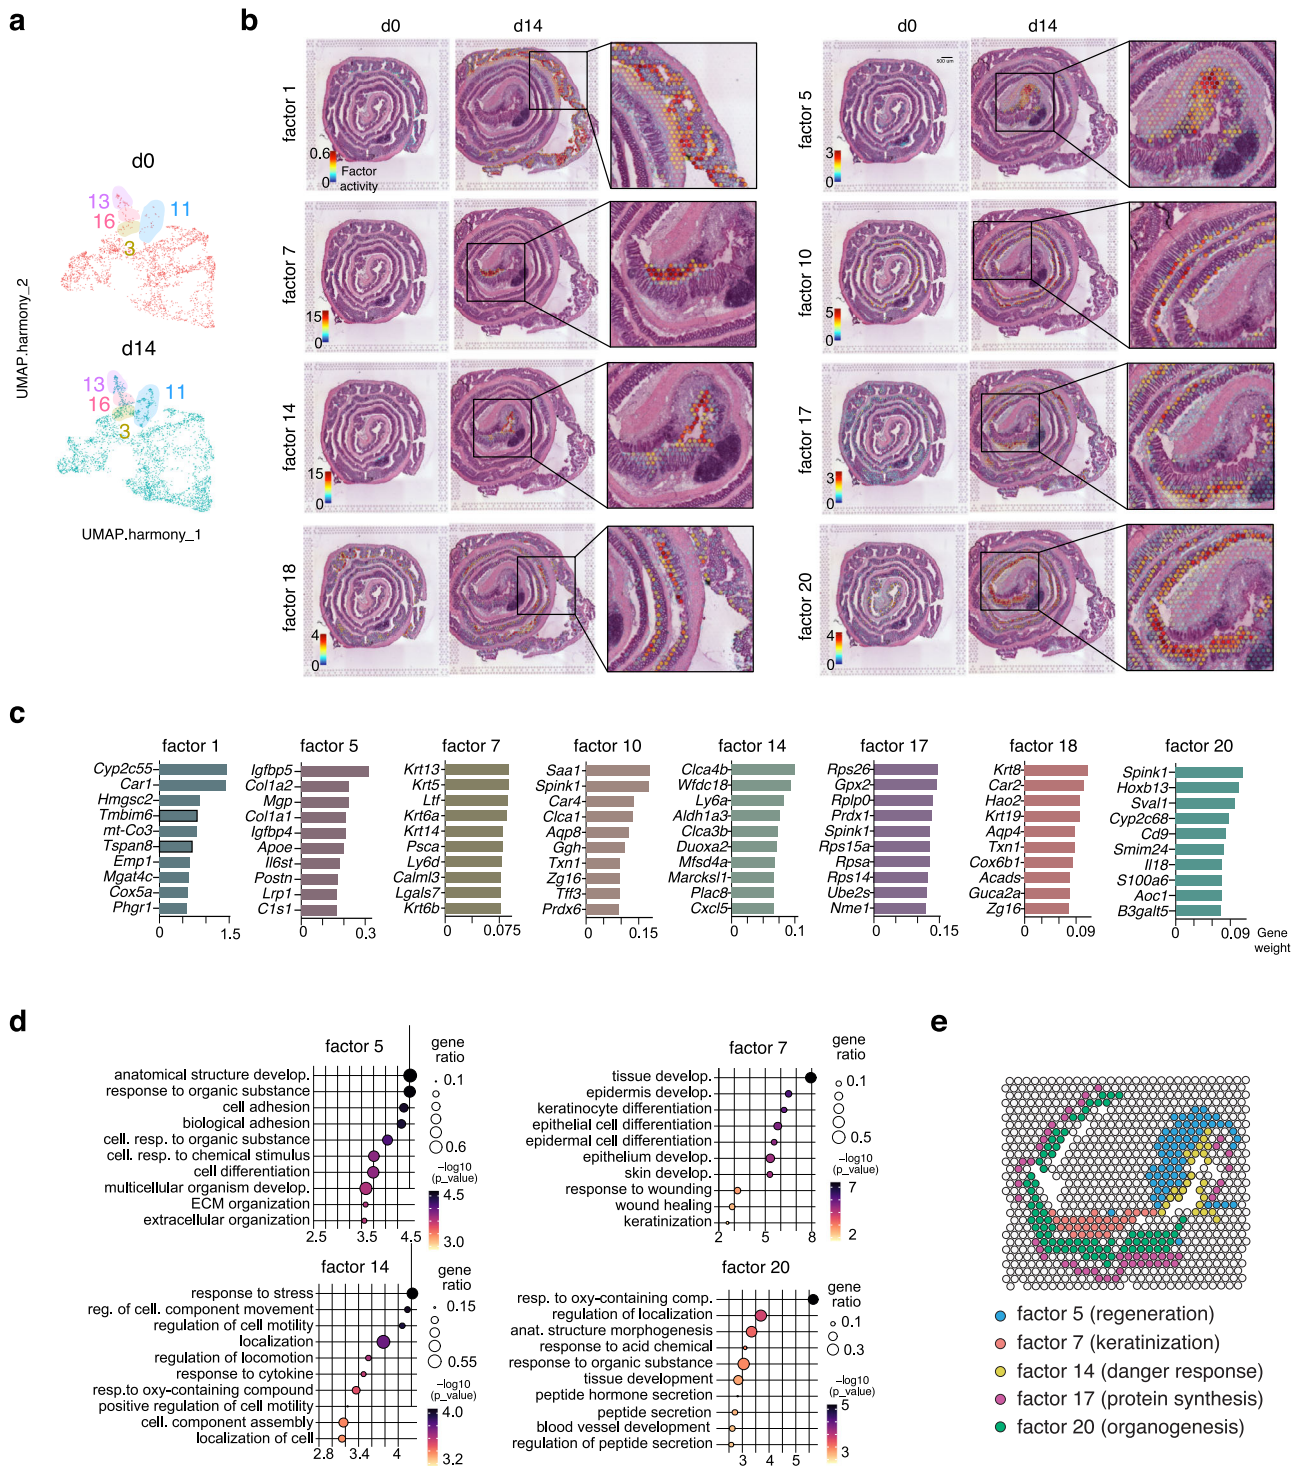 a
d0
13
16
11
3
d14
13
16
11
3
UMAP.harmony_2
UMAP.harmony_1
b
d0
d14
d0
d14
factor 1
0.6
0
Factor
activity
factor 5
500 um
3
0
factor 7
15
0
factor 10
5
0
factor 14
15
0
factor 17
3
0
factor 18
4
0
factor 20
4
0
c
factor 1
Cyp2c55
Car1
Hmgsc2
Tmbim6
mt-Co3
Tspan8
Emp1
Mgat4c
Cox5a
Phgr1
0 1.5
factor 5
Igfbp5
Col1a2
Mgp
Col1a1
Igfbp4
Apoe
Il6st
Postn
Lrp1
C1s1
0 0.3
factor 7
Krt13
Krt5
Ltf
Krt6a
Krt14
Psca
Ly6d
Calml3
Lgals7
Krt6b
0 0.075
factor 10
Saa1
Spink1
Car4
Clca1
Aqp8
Ggh
Txn1
Zg16
Tff3
Prdx6
0 0.15
factor 14
Clca4b
Wfdc18
Ly6a
Aldh1a3
Clca3b
Duoxa2
Mfsd4a
Marcksl1
Plac8
Cxcl5
0 0.1
factor 17
Rps26
Gpx2
Rplp0
Prdx1
Spink1
Rps15a
Rpsa
Rps14
Ube2s
Nme1
0 0.15
factor 18
Krt8
Car2
Hao2
Krt19
Aqp4
Txn1
Cox6b1
Acads
Guca2a
Zg16
0 0.09
factor 20
Spink1
Hoxb13
Sval1
Cyp2c68
Cd9
Smim24
Il18
S100a6
Aoc1
B3galt5
0 0.09
Gene
weight
d
factor 5
anatomical structure develop.
response to organic substance
cell adhesion
biological adhesion
cell. resp. to organic substance
cell. resp. to chemical stimulus
cell differentiation
multicellular organism develop.
ECM organization
extracellular organization
2.5 3.5 4.5
gene
ratio
0.1
0.6
−log10
(p_value)
4.5
3.0
factor 7
tissue develop.
epidermis develop.
keratinocyte differentiation
epithelial cell differentiation
epidermal cell differentiation
epithelium develop.
skin develop.
response to wounding
wound healing
keratinization
2 5 8
gene
ratio
0.1
0.5
−log10
(p_value)
7
2
factor 14
response to stress
reg. of cell. component movement
regulation of cell motility
localization
regulation of locomotion
response to cytokine
resp.to oxy-containing compound
positive regulation of cell motility
cell. component assembly
localization of cell
2.8 3.4 4
gene
ratio
0.15
0.55
−log10
(p_value)
4.0
3.2
factor 20
resp. to oxy-containing comp.
regulation of localization
anat. structure morphogenesis
response to acid chemical
response to organic substance
tissue development
peptide hormone secretion
peptide secretion
blood vessel development
regulation of peptide secretion
3 4 5
gene
ratio
0.1
0.3
−log10
(p_value)
5
3
e
factor 5 (regeneration)
factor 7 (keratinization)
factor 14 (danger response)
factor 17 (protein synthesis)
factor 20 (organogenesis)